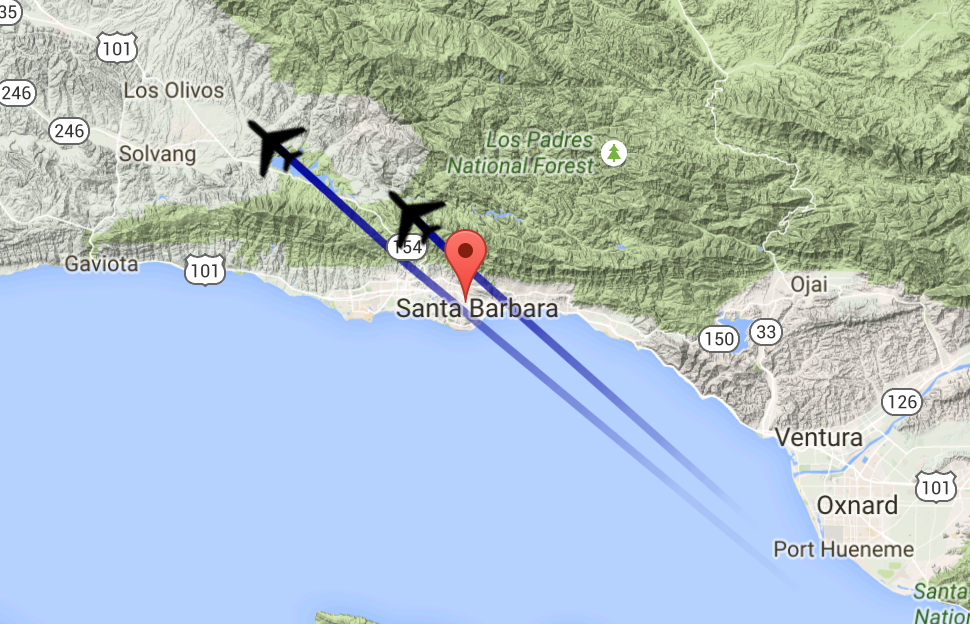 35
101
Los Olivos
246
246
Solvang
Los Padres
National Forest
154
Gaviota
101
Ojai
Santa Barbara
150
33
126
Ventura
101
Oxnard
Port Hueneme
Santa
Natio